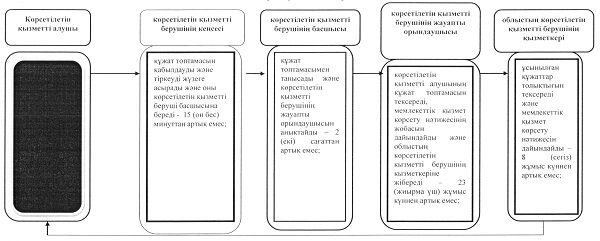 Көрсетілетін
қызметті алушы
көрсетілетін қызметті
берушінің кеңсесі
көрсетілетін қызметті
берушінің басшысы
көрсетілетін қызметті
берушінің жауапты
орындаушысы
облыстың көрсетілетін
қызметті берушінің
қызметкері
құжат топтамасын
қабылдауды және
тіркеуді жүзеге
асырады және оны
көрсетілетін қызметті
беруші басшысына
береді - 15 (он бес)
минуттан артық емес;
құжат
топтамасымен
танысады және
көрсетілетін
қызметті
берушінің
жауапты
орындаушысын
анықтайды – 2
(екі) сағаттан
артық емес;
көрсетілетін
қызметті алушының
құжат топтамасын
тексереді,
мемлекеттік қызмет
көрсету нәтижесінің
жобасын
дайындайды және
облыстың
көрсетілетін
қызметті берушінің
қызметкеріне
жібереді – 23
(жиырма үш) жұмыс
күннен артық емес;
ұсынылған
құжаттар
толықтығын
тексереді
және
мемлекеттік
қызмет
көрсету
нәтижесін
дайындайды –
8 (сегіз)
жұмыс күннен
артық емес;